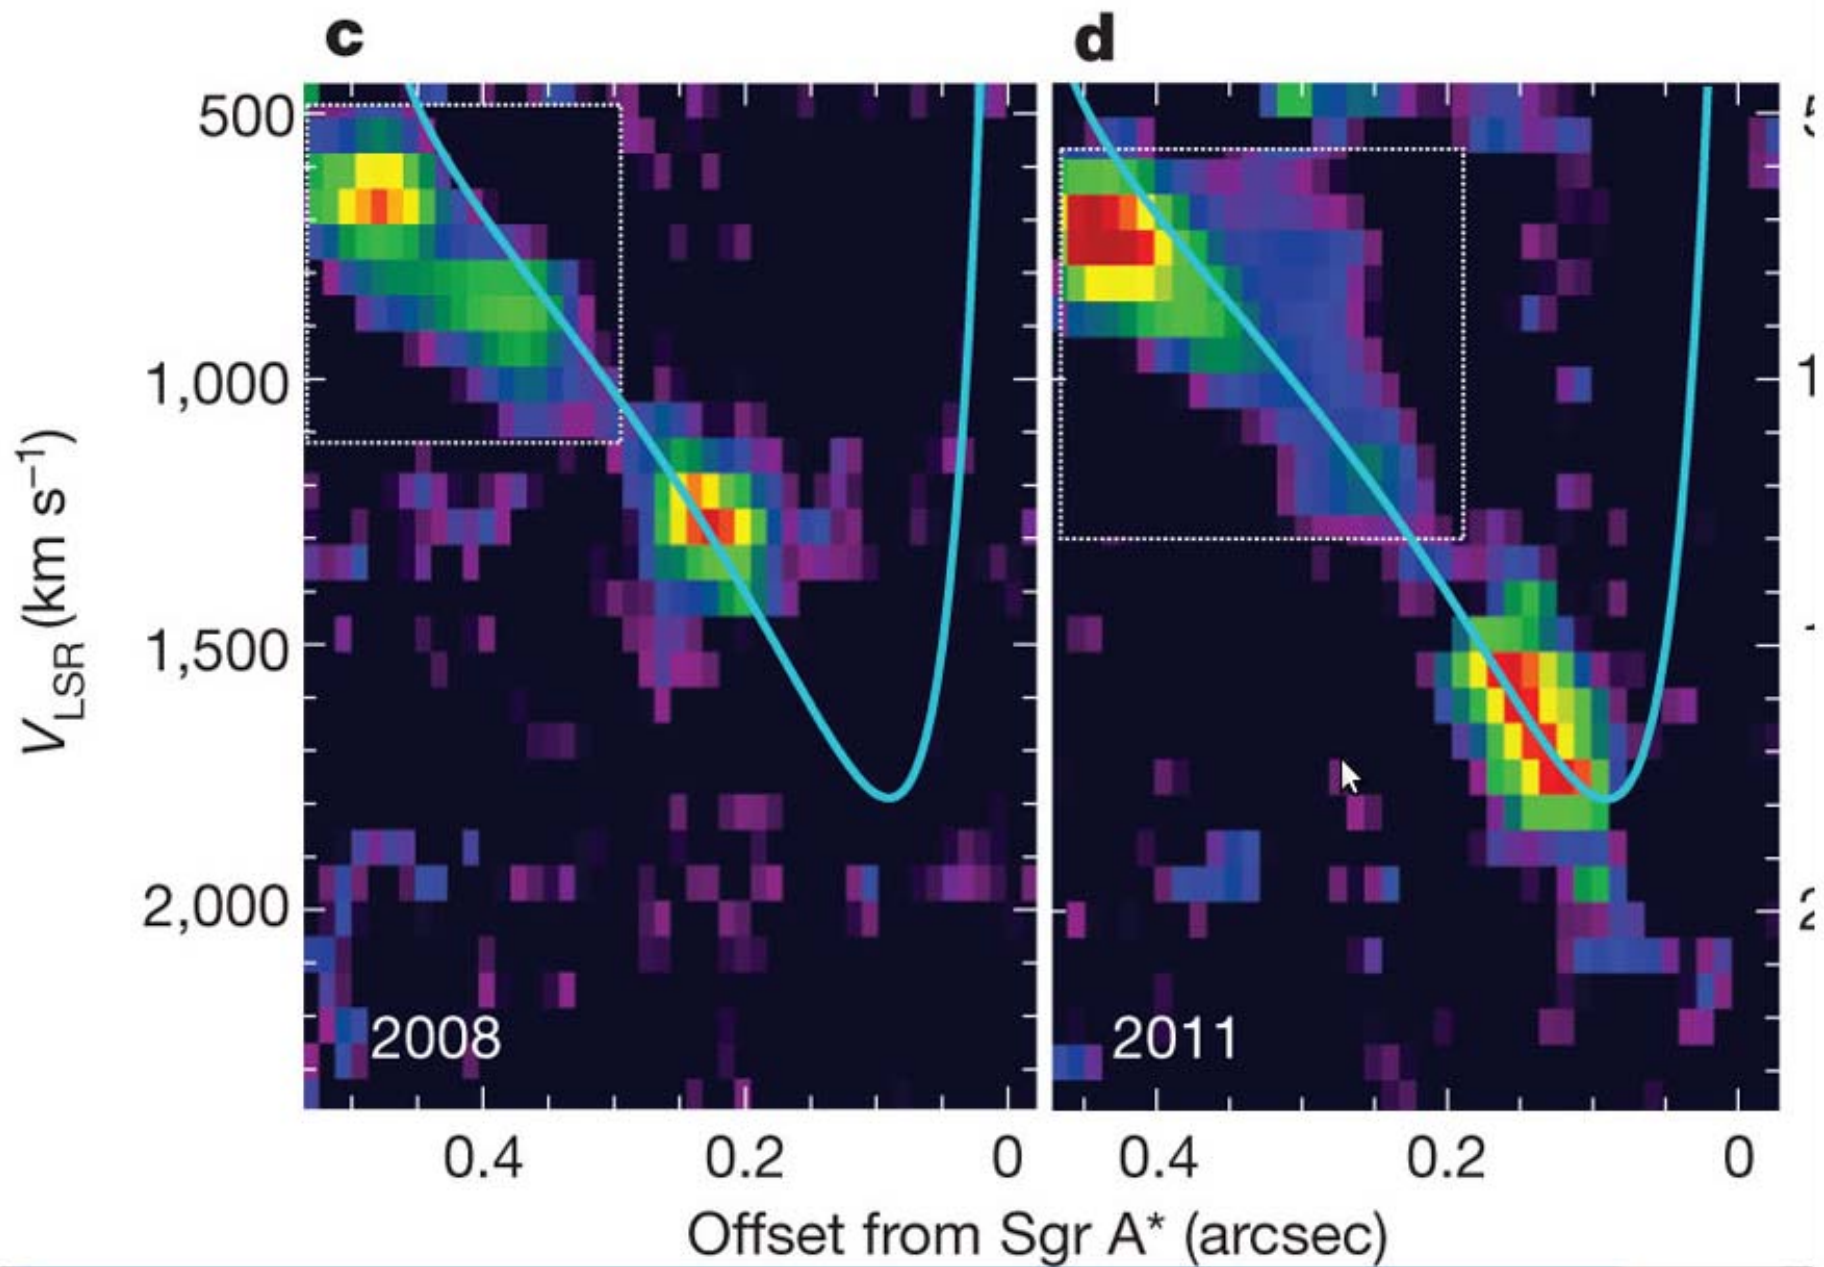 c d
500
1,000
1,500
2,000
V_LSR (km s⁻¹)
2008 2011
0.4 0.2 0 0.4 0.2 0
Offset from Sgr A* (arcsec)